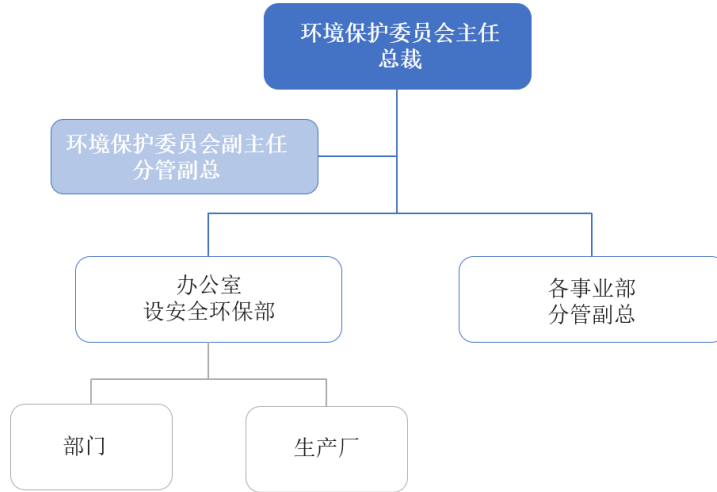 环境保护委员会主任
总裁
环境保护委员会副主任
分管副总
办公室
设安全环保部
各事业部
分管副总
部门
生产厂